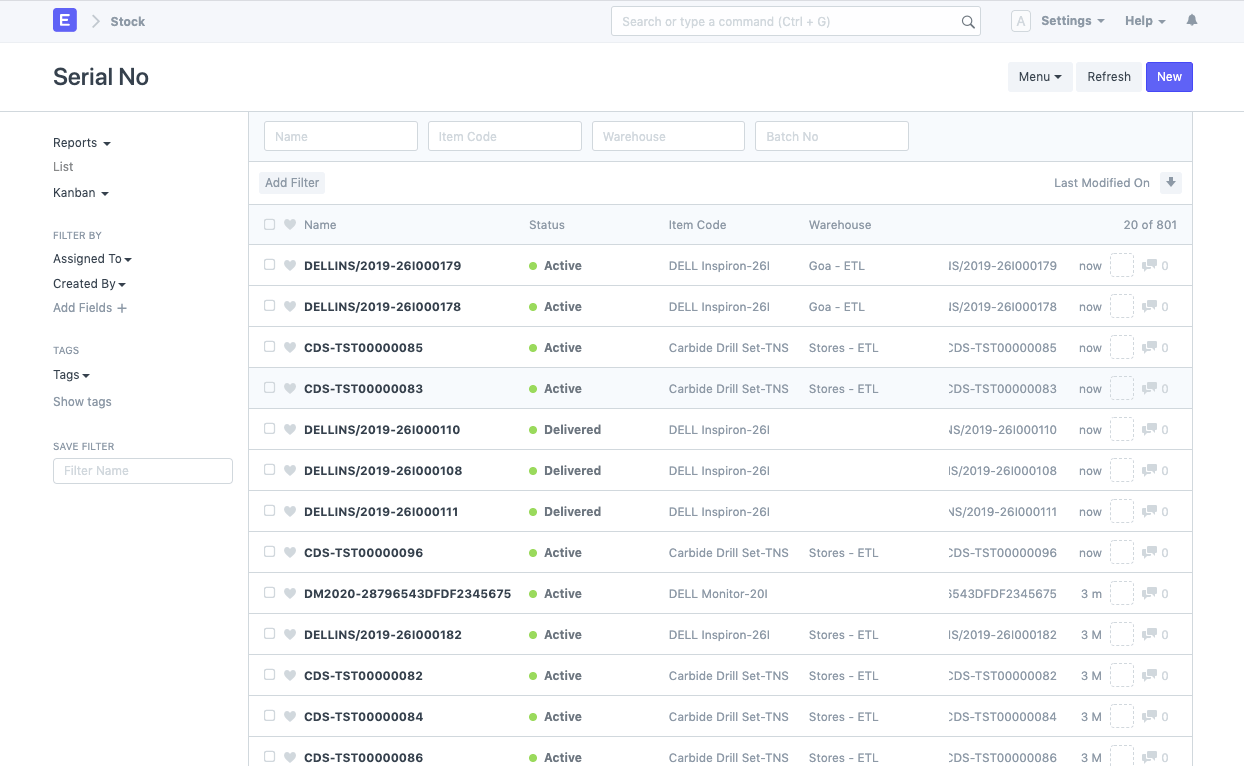 E Stock Search or type a command (Ctrl + G) A Settings Help
Serial No Menu Refresh New
Reports
List
Kanban
FILTER BY
Assigned To
Created By
Add Fields
TAGS
Tags
Show tags
SAVE FILTER
Filter Name
Name Item Code Warehouse Batch No
Add Filter Last Modified On
Name Status Item Code Warehouse 20 of 801
DELLINS/2019-26I000179 Active DELL Inspiron-26I Goa - ETL IS/2019-26I000179 now 0
DELLINS/2019-26I000178 Active DELL Inspiron-26I Goa - ETL IS/2019-26I000178 now 0
CDS-TST00000085 Active Carbide Drill Set-TNS Stores - ETL CDS-TST00000085 now 0
CDS-TST00000083 Active Carbide Drill Set-TNS Stores - ETL CDS-TST00000083 now 0
DELLINS/2019-26I000110 Delivered DELL Inspiron-26I NS/2019-26I000110 now 0
DELLINS/2019-26I000108 Delivered DELL Inspiron-26I IS/2019-26I000108 now 0
DELLINS/2019-26I000111 Delivered DELL Inspiron-26I NS/2019-26I000111 now 0
CDS-TST00000096 Active Carbide Drill Set-TNS Stores - ETL CDS-TST00000096 now 0
DM2020-28796543DFDF2345675 Active DELL Monitor-20I 6543DFDF2345675 3 m 0
DELLINS/2019-26I000182 Active DELL Inspiron-26I Stores - ETL IS/2019-26I000182 3 M 0
CDS-TST00000082 Active Carbide Drill Set-TNS Stores - ETL CDS-TST00000082 3 M 0
CDS-TST00000084 Active Carbide Drill Set-TNS Stores - ETL CDS-TST00000084 3 M 0
CDS-TST00000086 Active Carbide Drill Set-TNS Stores - ETL CDS-TST00000086 3 M 0